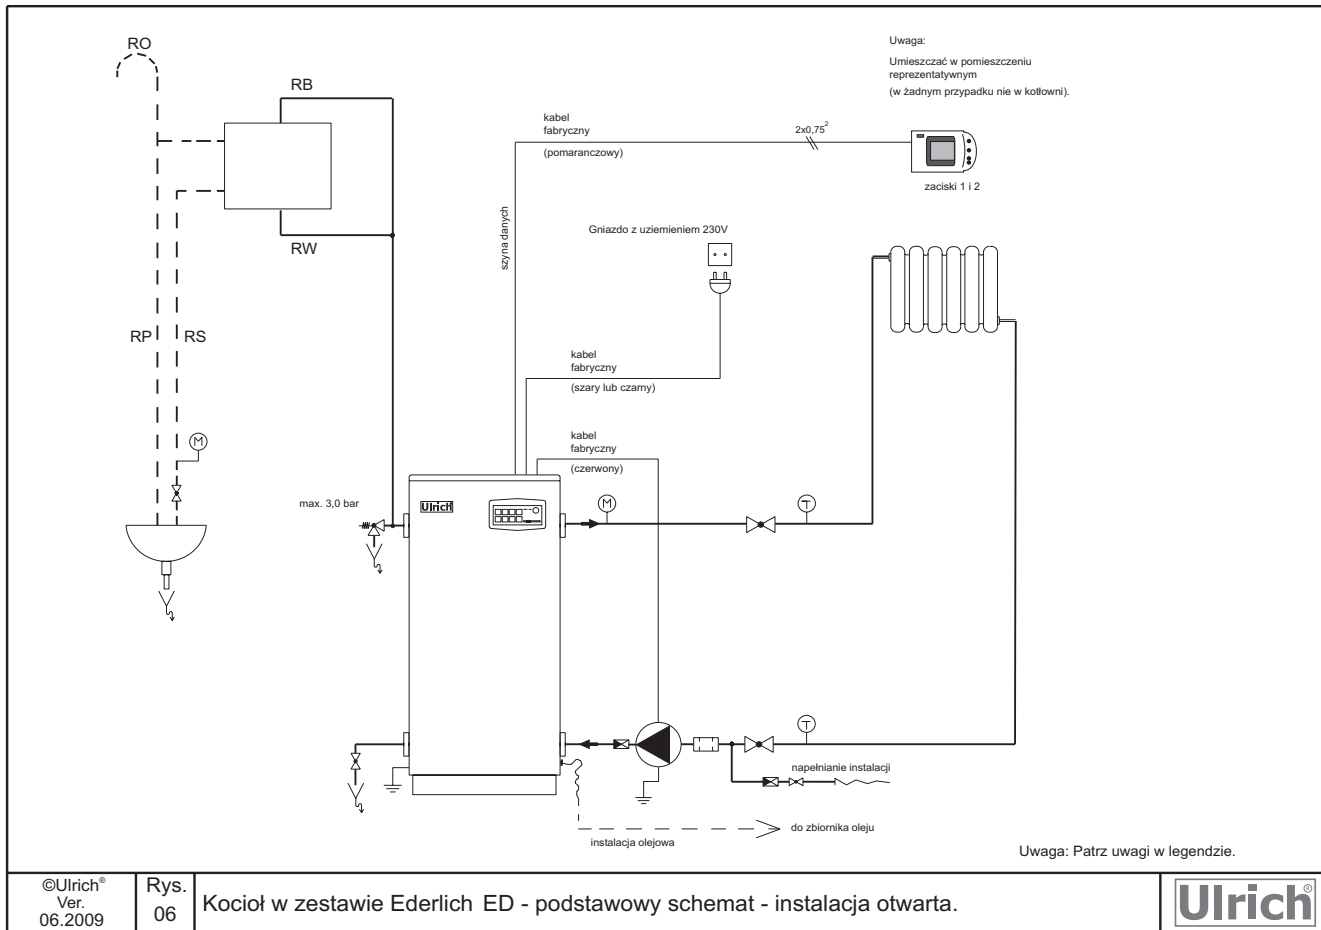 RO
Uwaga:
Umieszczać w pomieszczeniu
reprezentatywnym
(w żadnym przypadku nie w kotłowni).
RB
kabel
fabryczny
(pomaranczowy)
2x0,75²
zaciski 1 i 2
szyna danych
Gniazdo z uziemieniem 230V
RW
RP
RS
kabel
fabryczny
(szary lub czarny)
kabel
fabryczny
(czerwony)
M
max. 3,0 bar
Ulrich
M
T
T
napełnianie instalacji
do zbiornika oleju
instalacja olejowa
Uwaga: Patrz uwagi w legendzie.
©Ulrich®
Ver.
06.2009
Rys.
06
Kocioł w zestawie Ederlich ED - podstawowy schemat - instalacja otwarta.
Ulrich®